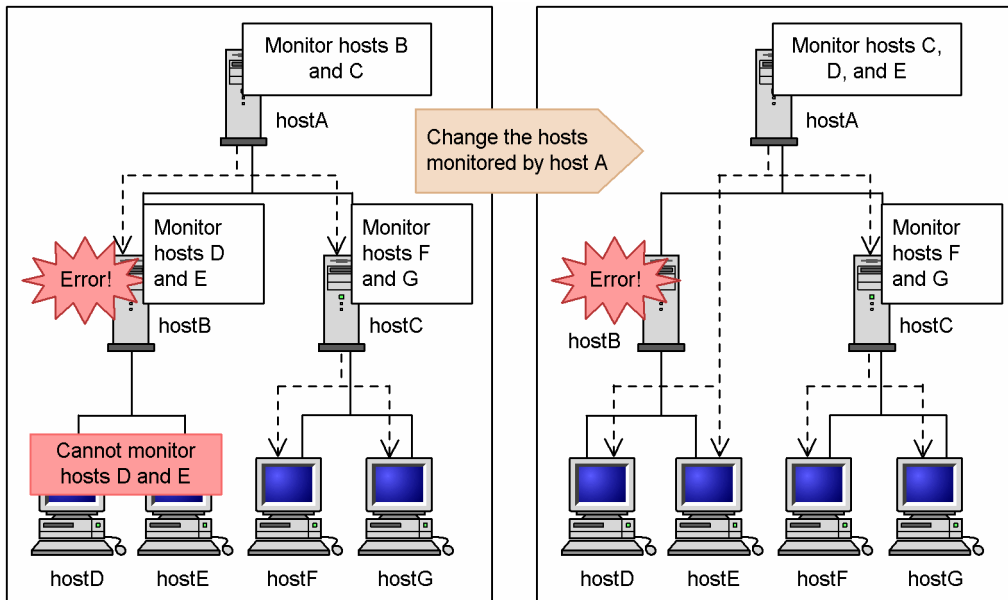 Monitor hosts B
and C
hostA
Monitor
hosts D
and E
Error!
hostB
Monitor
hosts F
and G
hostC
Cannot monitor
hosts D and E
hostD
hostE
hostF
hostG
Change the hosts
monitored by host A
Monitor hosts C,
D, and E
hostA
Error!
hostB
Monitor
hosts F
and G
hostC
hostD
hostE
hostF
hostG